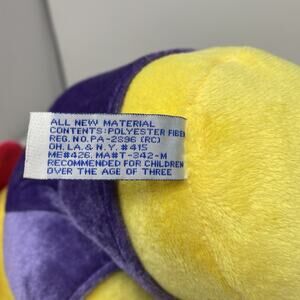 ALL NEW MATERIAL
CONTENTS: POLYESTER FIBER
REG. NO. PA-2896 (RC)
OH, LA, & N.Y. #415
ME#426, MA#T-342-M
RECOMMENDED FOR CHILDREN
OVER THE AGE OF THREE